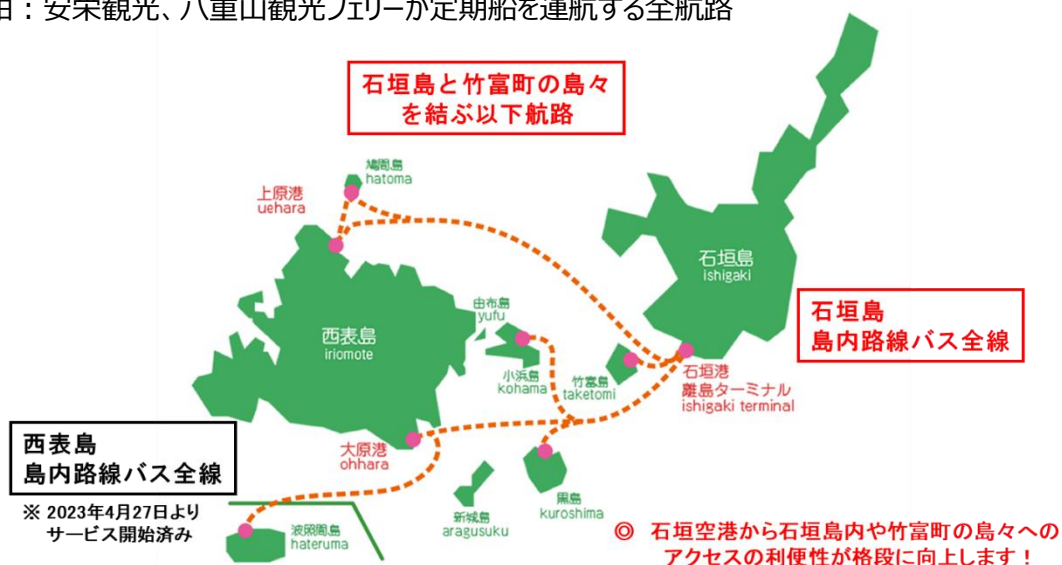 ：安栄観光、八重山観光フェリーが定期船を運航する全航路
石垣島と竹富町の島々
を結ぶ以下航路
鳩間島
hatoma
上原港
uehara
石垣島
ishigaki
由布島
yufu
石垣島
島内路線バス全線
西表島
iriomote
小浜島
kohama
竹富島
taketomi
石垣港
離島ターミナル
ishigaki terminal
西表島
島内路線バス全線
大原港
ohhara
※ 2023年4月27日より
サービス開始済み
波照間島
hateruma
新城島
aragusuku
黒島
kuroshima
◎ 石垣空港から石垣島内や竹富町の島々への
アクセスの利便性が格段に向上します！